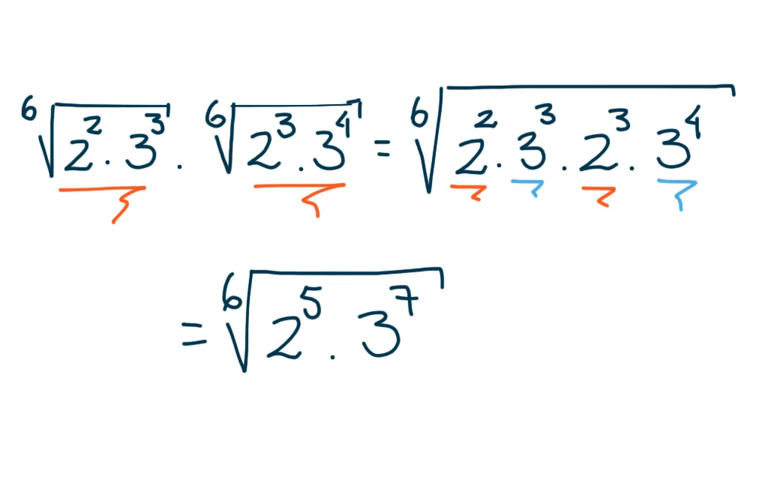 ⁶√(2² · 3³) · ⁶√(2³ · 3⁴) = ⁶√(2² · 3³ · 2³ · 3⁴)
= ⁶√(2⁵ · 3⁷)